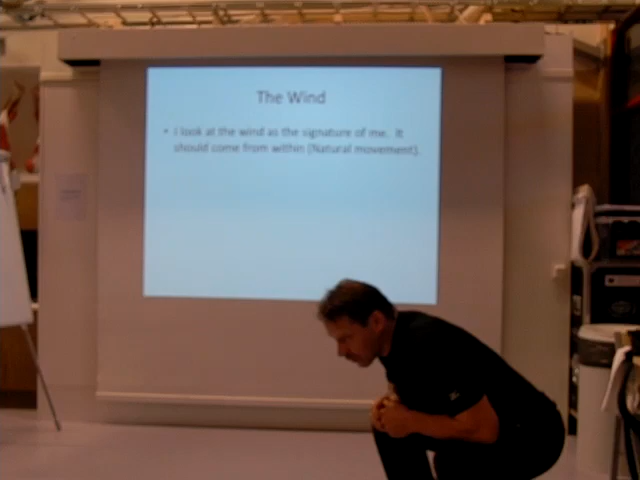 The Wind
• I look at the wind as the signature of me. It
should come from within (Natural movement).